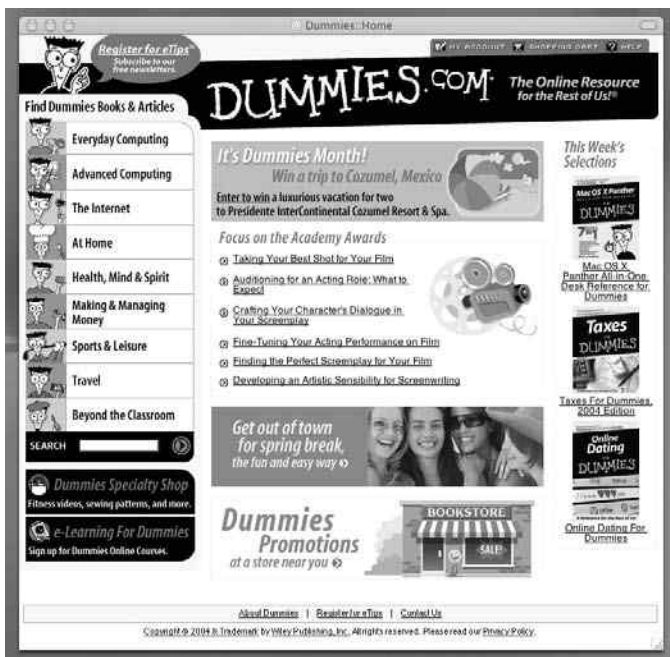 Dummies::Home
Register for eTips
Subscribe to our
free newsletters.
MY ACCOUNT SHOPPING CART ? HELP
DUMMIES.COM
The Online Resource
for the Rest of Us!®
Find Dummies Books & Articles
Everyday Computing
Advanced Computing
The Internet
At Home
Health, Mind & Spirit
Making & Managing
Money
Sports & Leisure
Travel
Beyond the Classroom
SEARCH
Dummies Specialty Shop
Fitness videos, sewing patterns, and more.
e-Learning For Dummies
Sign up for Dummies Online Courses.
It's Dummies Month!
Win a trip to Cozumel, Mexico
Enter to win a luxurious vacation for two
to Presidente InterContinental Cozumel Resort & Spa.
Focus on the Academy Awards
Taking Your Best Shot for Your Film
Auditioning for an Acting Role: What to
Expect
Crafting Your Character's Dialogue in
Your Screenplay
Fine-Tuning Your Acting Performance on Film
Finding the Perfect Screenplay for Your Film
Developing an Artistic Sensibility for Screenwriting
Get out of town
for spring break,
the fun and easy way
Dummies
Promotions
at a store near you
BOOKSTORE
SALE!
This Week's
Selections
Mac OS X Panther
DUMMIES
Mac OS X
Panther All-in-One
Desk Reference for
Dummies
Taxes
DUMMIES
Taxes For Dummies,
2004 Edition
Online
Dating
DUMMIES
Online Dating For
Dummies
About Dummies | Register for eTips | Contact Us
Copyright © 2004 & Trademark by Wiley Publishing, Inc. All rights reserved. Please read our Privacy Policy.